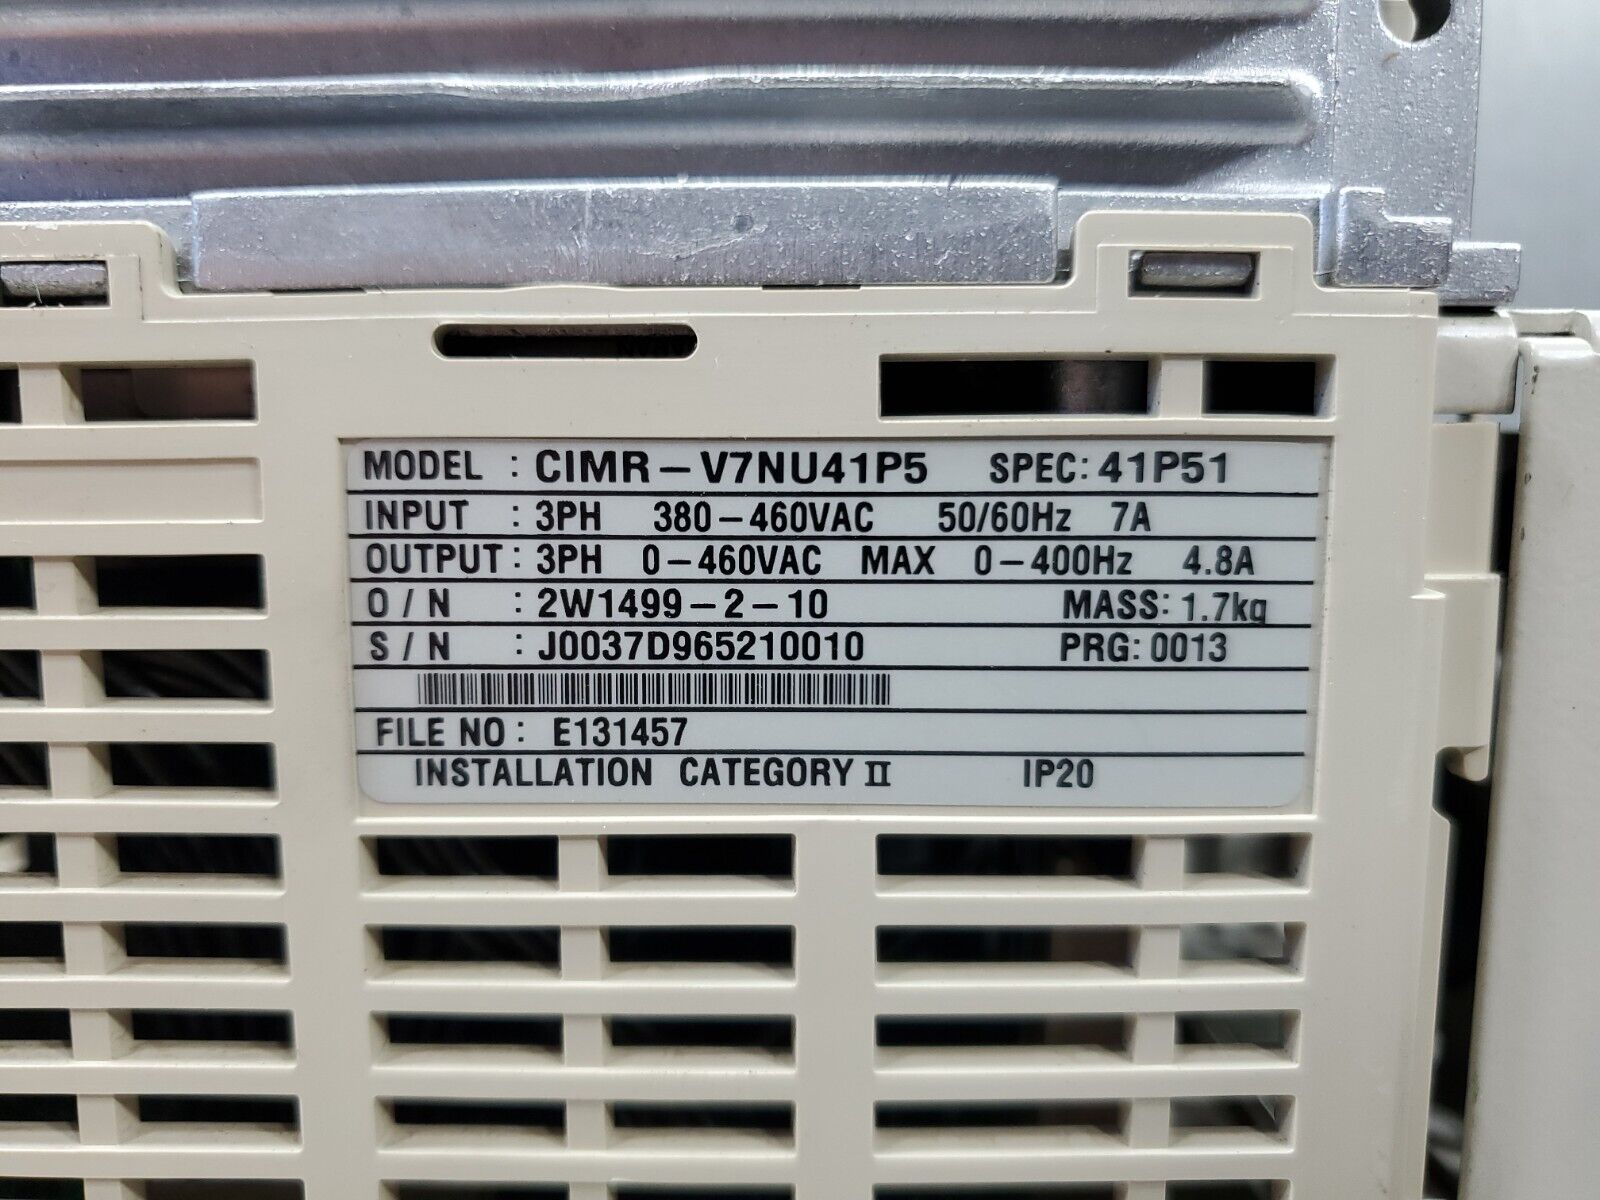 MODEL : CIMR-V7NU41P5 SPEC: 41P51
INPUT : 3PH 380-460VAC 50/60Hz 7A
OUTPUT : 3PH 0-460VAC MAX 0-400Hz 4.8A
O / N : 2W1499-2-10 MASS: 1.7kg
S / N : J0037D965210010 PRG: 0013
FILE NO : E131457
INSTALLATION CATEGORY II IP20